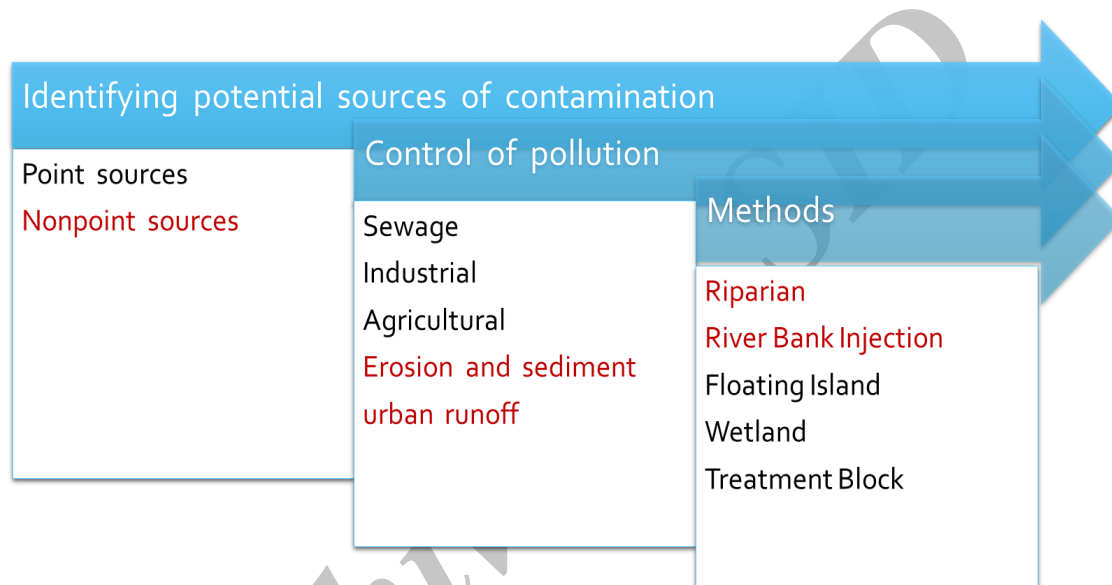 Identifying potential sources of contamination
Point sources
Nonpoint sources
Control of pollution
Sewage
Industrial
Agricultural
Erosion and sediment
urban runoff
Methods
Riparian
River Bank Injection
Floating Island
Wetland
Treatment Block